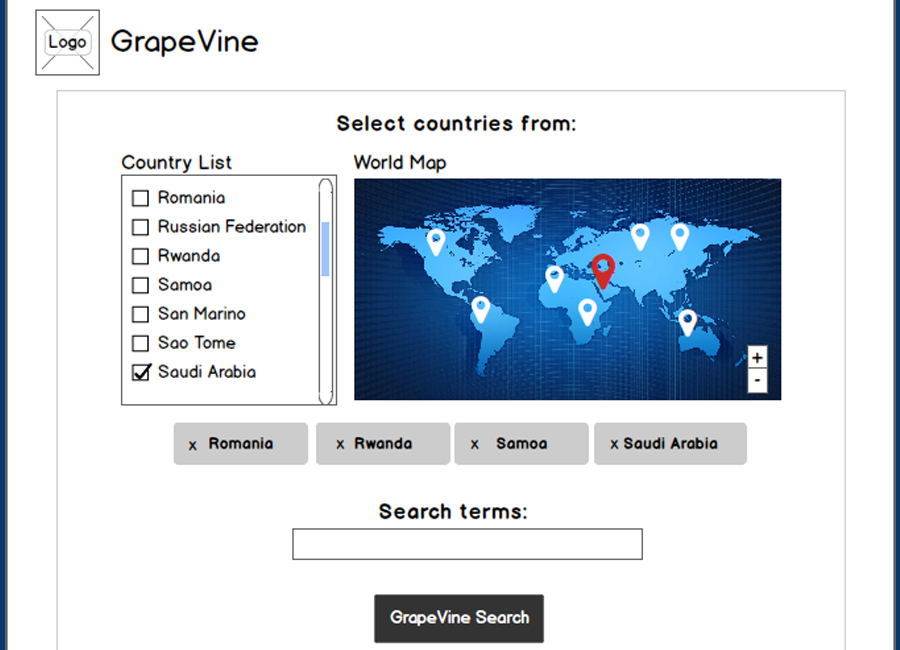 Logo GrapeVine
Select countries from:
Country List
Romania
Russian Federation
Rwanda
Samoa
San Marino
Sao Tome
Saudi Arabia
World Map
+
-
x Romania x Rwanda x Samoa x Saudi Arabia
Search terms:
GrapeVine Search